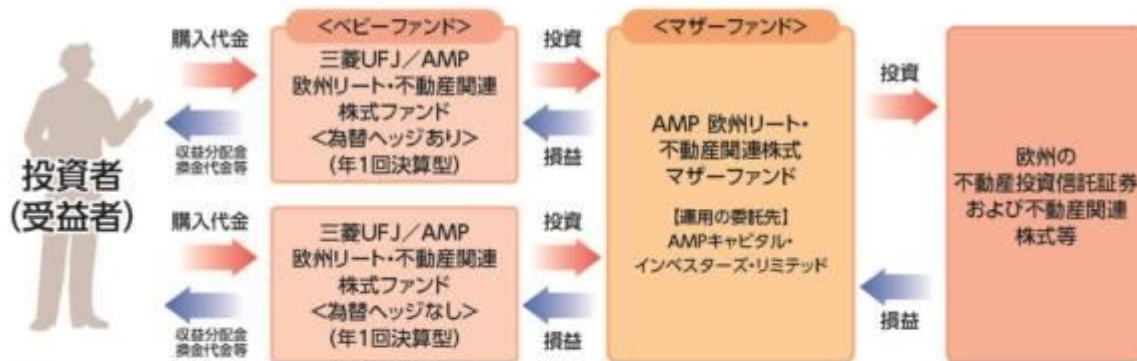 投資者
(受益者)
購入代金
収益分配金
換金代金等
購入代金
収益分配金
換金代金等
<ベビーファンド>
三菱UFJ/AMP
欧州リート・不動産関連
株式ファンド
<為替ヘッジあり>
(年1回決算型)
三菱UFJ/AMP
欧州リート・不動産関連
株式ファンド
<為替ヘッジなし>
(年1回決算型)
投資
損益
投資
損益
<マザーファンド>
AMP 欧州リート・
不動産関連株式
マザーファンド
【運用の委託先】
AMPキャピタル・
インベスターズ・リミテッド
投資
損益
欧州の
不動産投資信託証券
および不動産関連
株式等